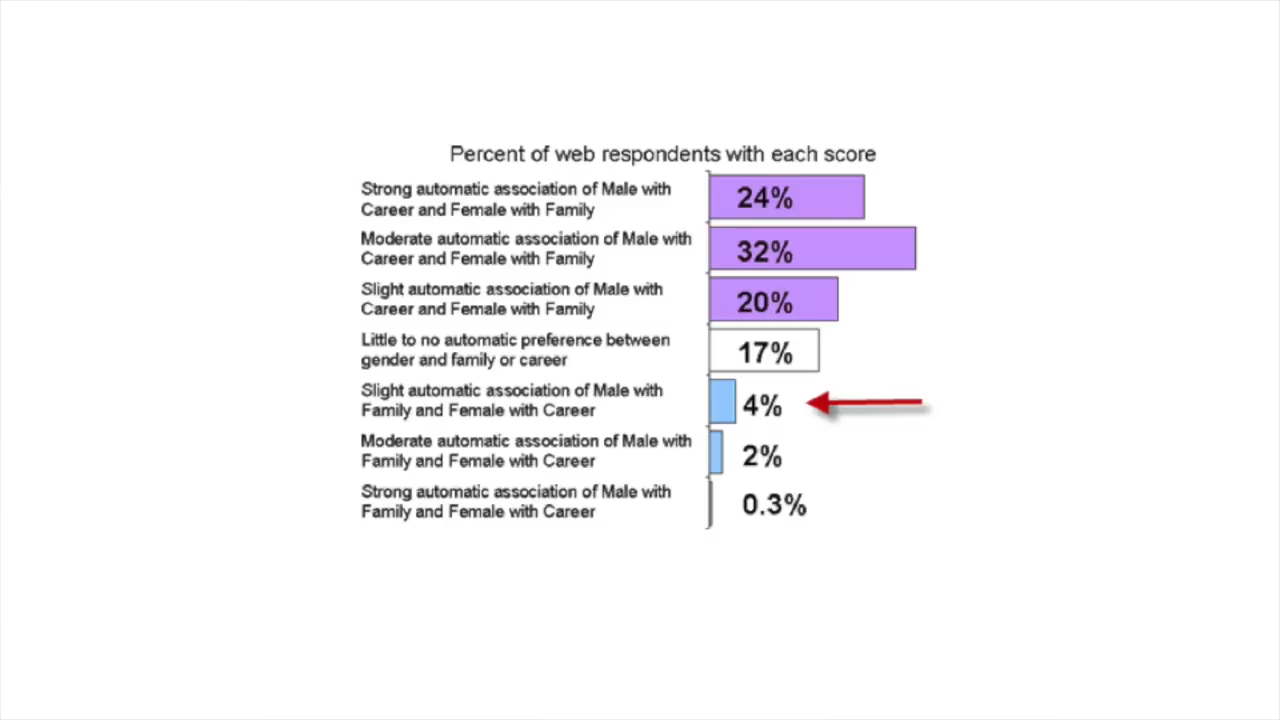 Percent of web respondents with each score
Strong automatic association of Male with
Career and Female with Family
24%
Moderate automatic association of Male with
Career and Female with Family
32%
Slight automatic association of Male with
Career and Female with Family
20%
Little to no automatic preference between
gender and family or career
17%
Slight automatic association of Male with
Family and Female with Career
4%
Moderate automatic association of Male with
Family and Female with Career
2%
Strong automatic association of Male with
Family and Female with Career
0.3%